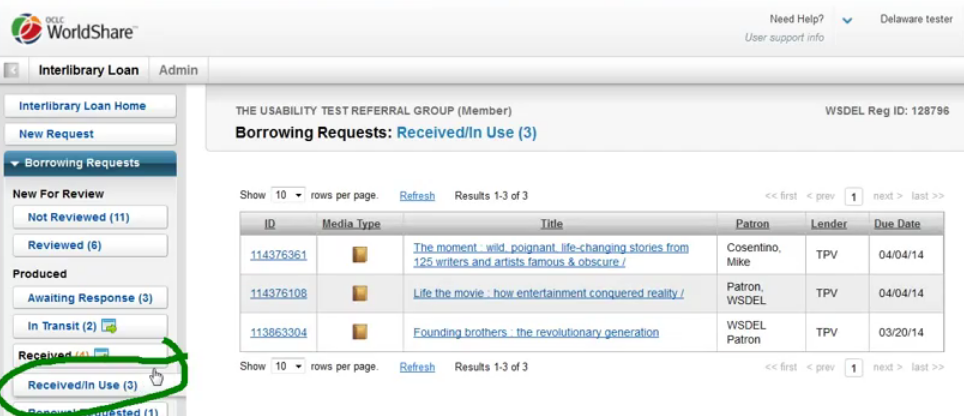 OCLC
WorldShare™
Need Help?
User support info
Delaware tester
Interlibrary Loan Admin
Interlibrary Loan Home
New Request
Borrowing Requests
New For Review
Not Reviewed (11)
Reviewed (6)
Produced
Awaiting Response (3)
In Transit (2)
Received (4)
Received/In Use (3)
Renewal Requested (1)
THE USABILITY TEST REFERRAL GROUP (Member) WSDEL Reg ID: 128796
Borrowing Requests: Received/In Use (3)
Show 10 rows per page. Refresh Results 1-3 of 3 << first < prev 1 next > last >>
ID Media Type Title Patron Lender Due Date
114376361 The moment : wild, poignant, life-changing stories from
125 writers and artists famous & obscure / Cosentino,
Mike TPV 04/04/14
114376108 Life the movie : how entertainment conquered reality / Patron,
WSDEL TPV 04/04/14
113863304 Founding brothers : the revolutionary generation WSDEL
Patron TPV 03/20/14
Show 10 rows per page. Refresh Results 1-3 of 3 << first < prev 1 next > last >>